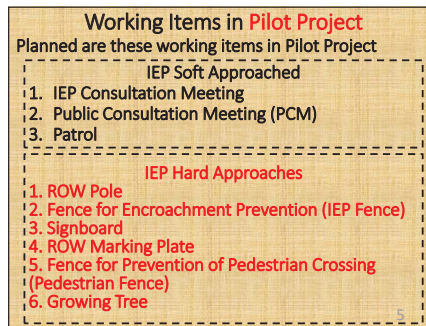 Working Items in Pilot Project
Planned are these working items in Pilot Project
IEP Soft Approached
1. IEP Consultation Meeting
2. Public Consultation Meeting (PCM)
3. Patrol
IEP Hard Approaches
1. ROW Pole
2. Fence for Encroachment Prevention (IEP Fence)
3. Signboard
4. ROW Marking Plate
5. Fence for Prevention of Pedestrian Crossing
(Pedestrian Fence)
6. Growing Tree
5